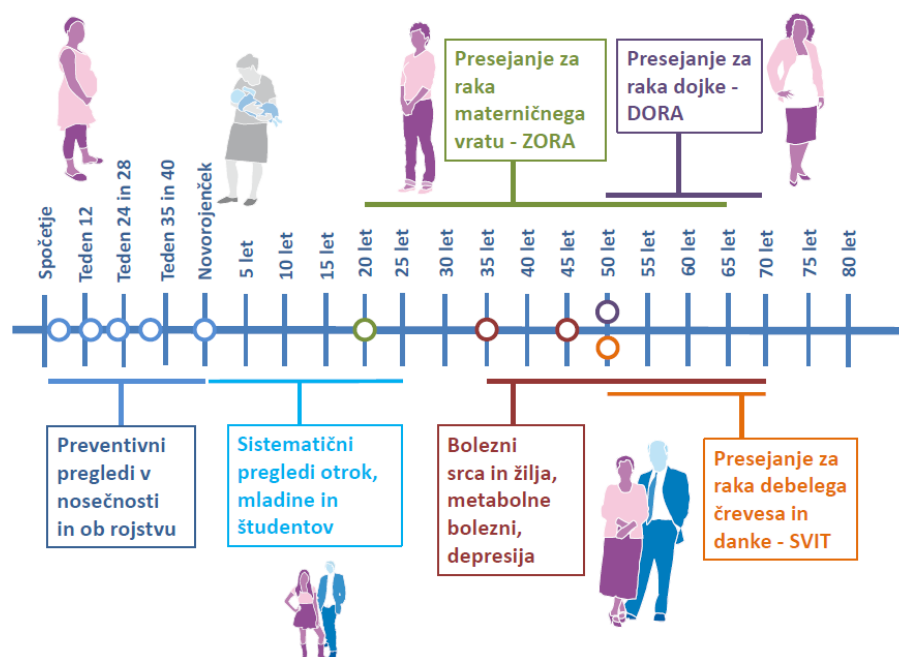 Presejanje za
raka
materničnega
vratu - ZORA
Presejanje za
raka dojke -
DORA
Spočetje
Teden 12
Teden 24 in 28
Teden 35 in 40
Novorojenček
5 let
10 let
15 let
20 let
25 let
30 let
35 let
40 let
45 let
50 let
55 let
60 let
65 let
70 let
75 let
80 let
Preventivni
pregledi v
nosečnosti
in ob rojstvu
Sistematični
pregledi otrok,
mladine in
študentov
Bolezni
srca in žilja,
metabolne
bolezni,
depresija
Presejanje za
raka debelega
črevesa in
danke - SVIT